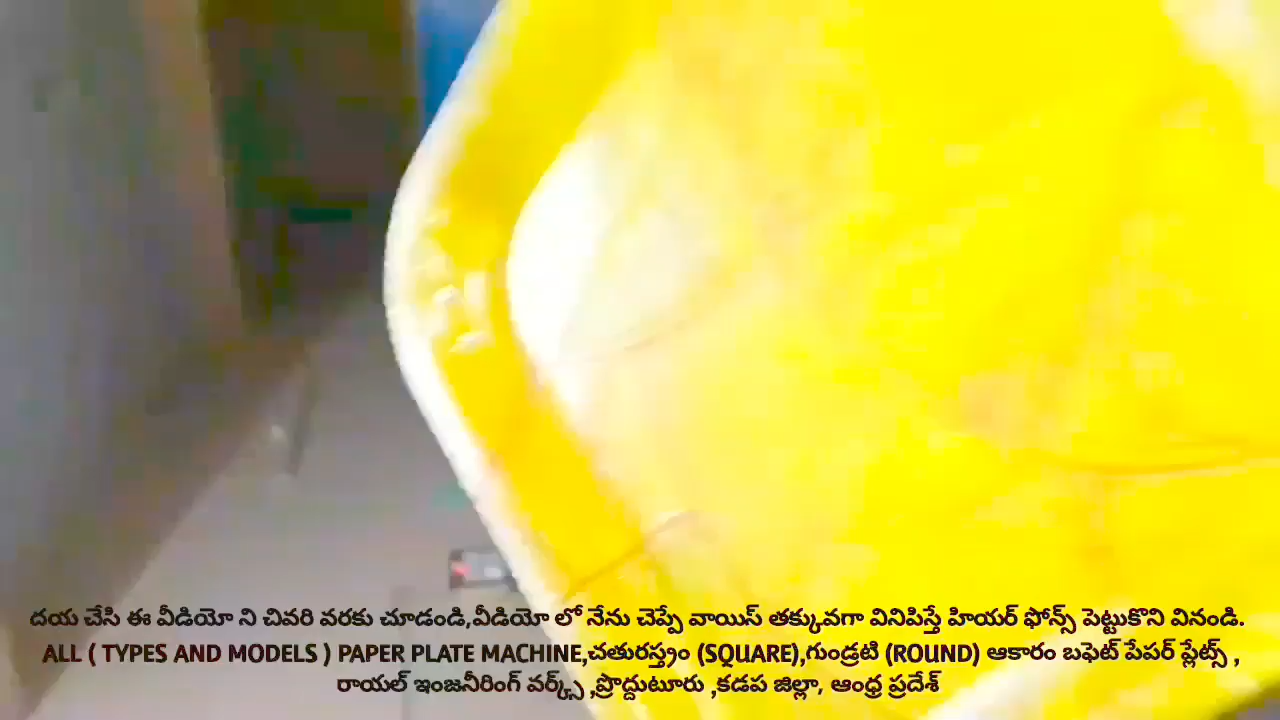 దయ చేసి ఈ వీడియో ని చివరి వరకు చూడండి,వీడియో లో నేను చెప్పే వాయిస్ తక్కువగా వినిపిస్తే హియర్ ఫోన్స్ పెట్టుకొని వినండి.
ALL ( TYPES AND MODELS ) PAPER PLATE MACHINE,చతురస్త్రం (SQUARE),గుండ్రటి (ROUND) ఆకారం బఫెట్ పేపర్ ప్లేట్స్ ,
రాయల్ ఇంజనీరింగ్ వర్క్స్ ,ప్రొద్దుటూరు ,కడప జిల్లా, ఆంధ్ర ప్రదేశ్